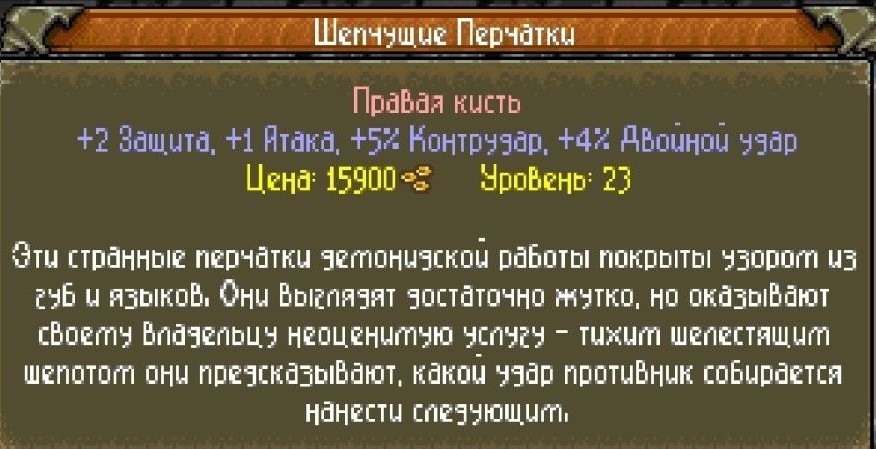 Шепчущие Перчатки
Правая кисть
+2 Защита, +1 Атака, +5% Контрудар, +4% Двойной удар
Цена: 15900 Уровень: 23
Эти странные перчатки демонидской работы покрыты узором из
губ и языков. Они выглядят достаточно жутко, но оказывают
своему владельцу неоценимую услугу - тихим шелестящим
шепотом они предсказывают, какой удар противник собирается
нанести следующим.